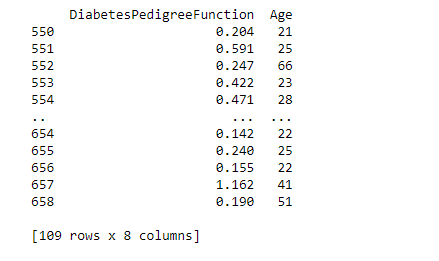 DiabetesPedigreeFunction Age
550 0.204 21
551 0.591 25
552 0.247 66
553 0.422 23
554 0.471 28
.. ... ...
654 0.142 22
655 0.240 25
656 0.155 22
657 1.162 41
658 0.190 51
[109 rows x 8 columns]